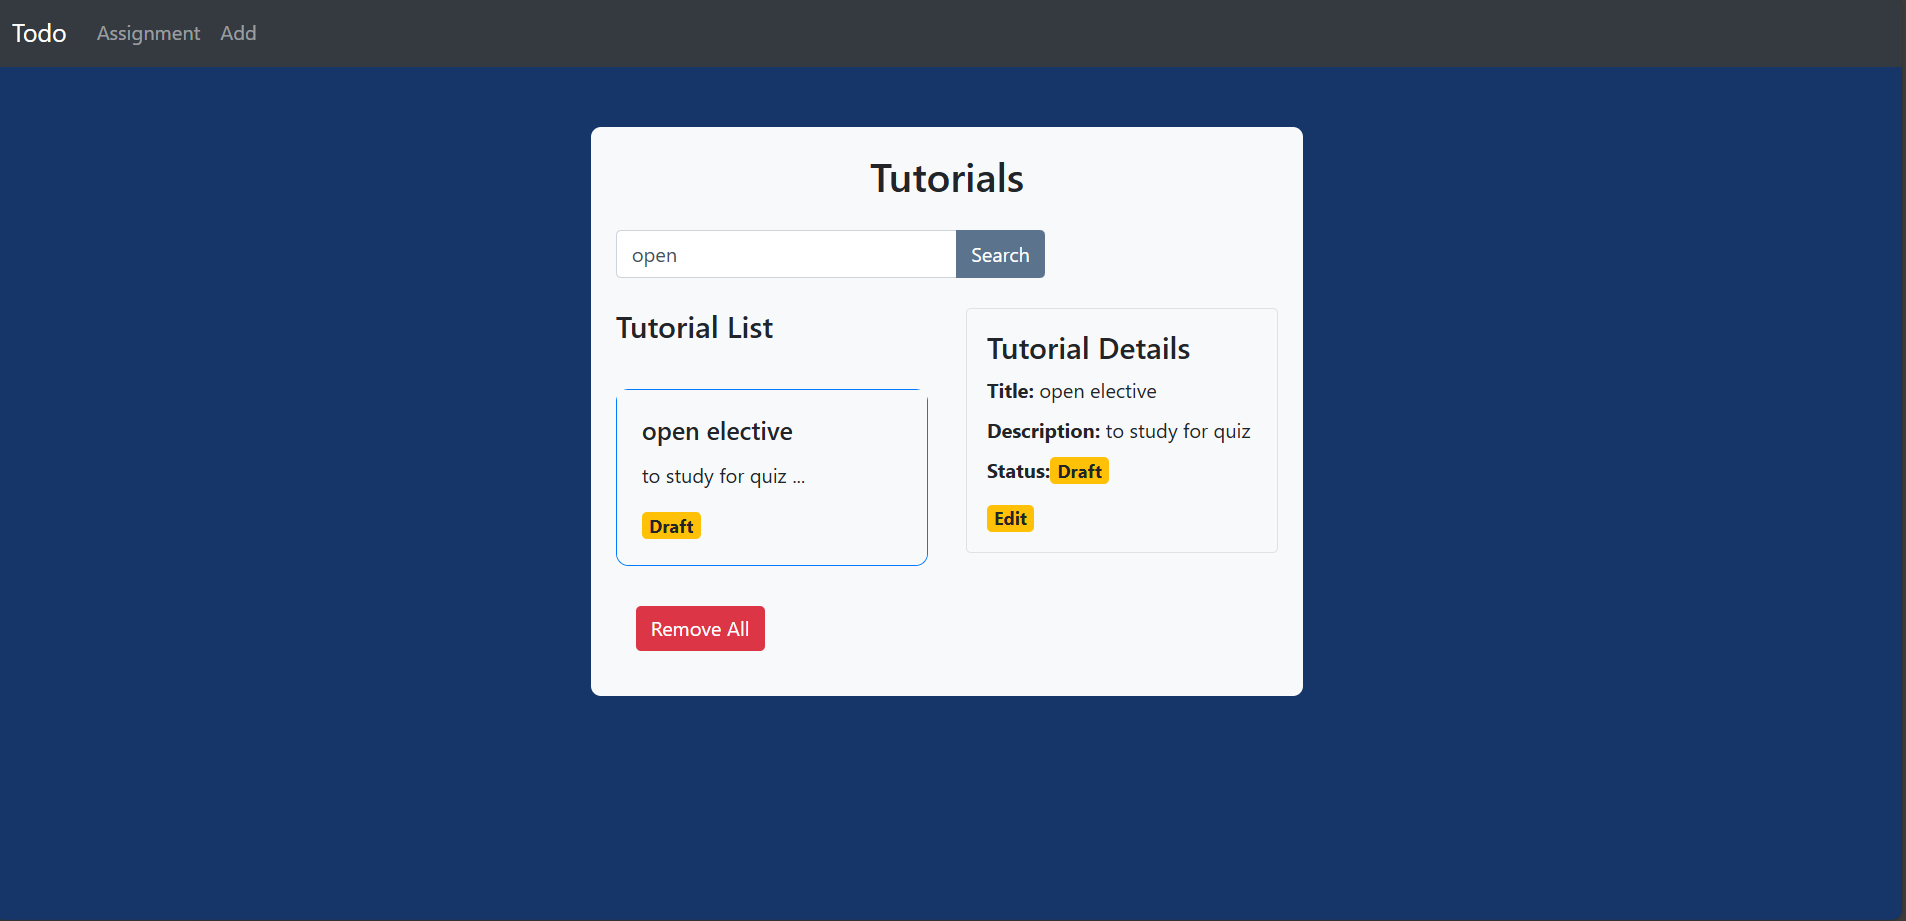 Todo Assignment Add
Tutorials
open Search
Tutorial List
open elective
to study for quiz ...
Draft
Remove All
Tutorial Details
Title: open elective
Description: to study for quiz
Status:Draft
Edit